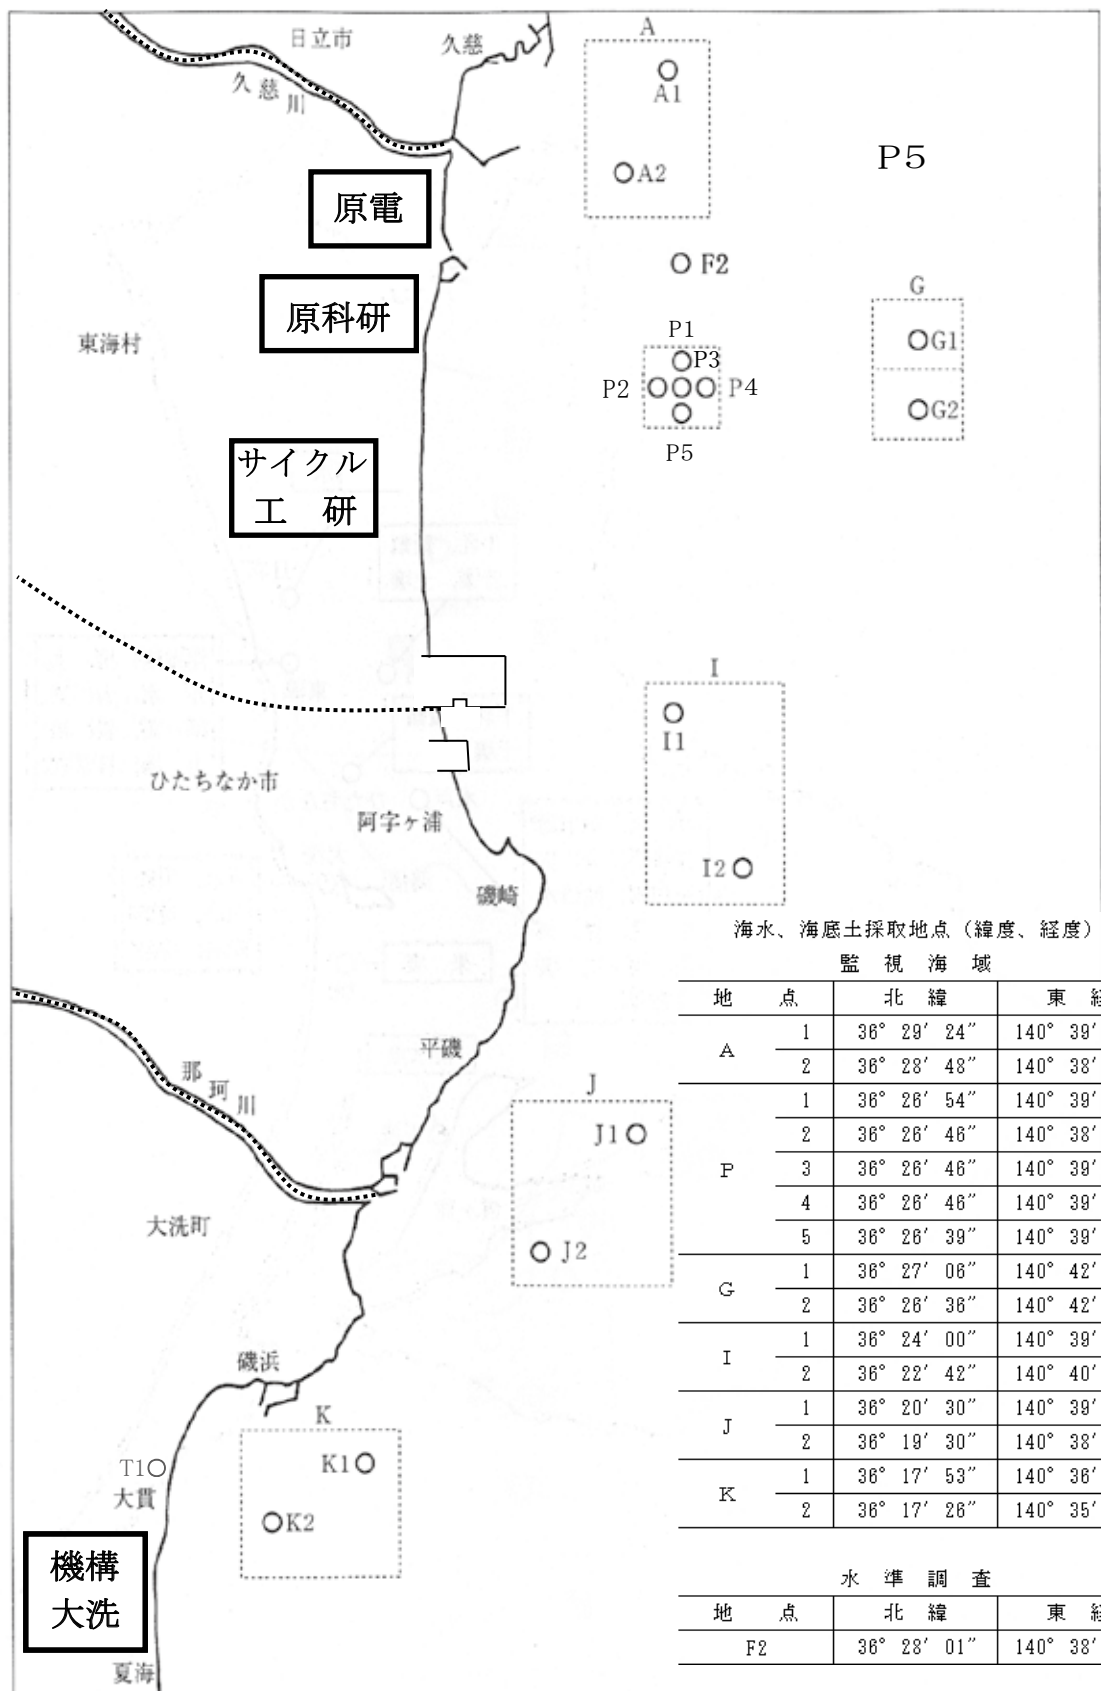 日立市
久慈
久慈川
A
A1
A2
P5
原電
F2
原科研
東海村
G
G1
G2
P1
P3
P2
P4
P5
サイクル
工 研
I
I1
I2
ひたちなか市
阿字ヶ浦
磯崎
平磯
那珂川
J
J1
J2
大洗町
磯浜
K
K1
K2
T1
大貫
機構
大洗
夏海
海水、海底土採取地点（緯度、経度）
監 視 海 域
地 点 北 緯 東 経
A 1 36° 29′ 24″ 140° 39′
2 36° 28′ 48″ 140° 38′
P 1 36° 26′ 54″ 140° 39′
2 36° 26′ 46″ 140° 38′
3 36° 26′ 46″ 140° 39′
4 36° 26′ 46″ 140° 39′
5 36° 26′ 39″ 140° 39′
G 1 36° 27′ 06″ 140° 42′
2 36° 26′ 36″ 140° 42′
I 1 36° 24′ 00″ 140° 39′
2 36° 22′ 42″ 140° 40′
J 1 36° 20′ 30″ 140° 39′
2 36° 19′ 30″ 140° 38′
K 1 36° 17′ 53″ 140° 36′
2 36° 17′ 26″ 140° 35′
水 準 調 査
地 点 北 緯 東 経
F2 36° 28′ 01″ 140° 38′